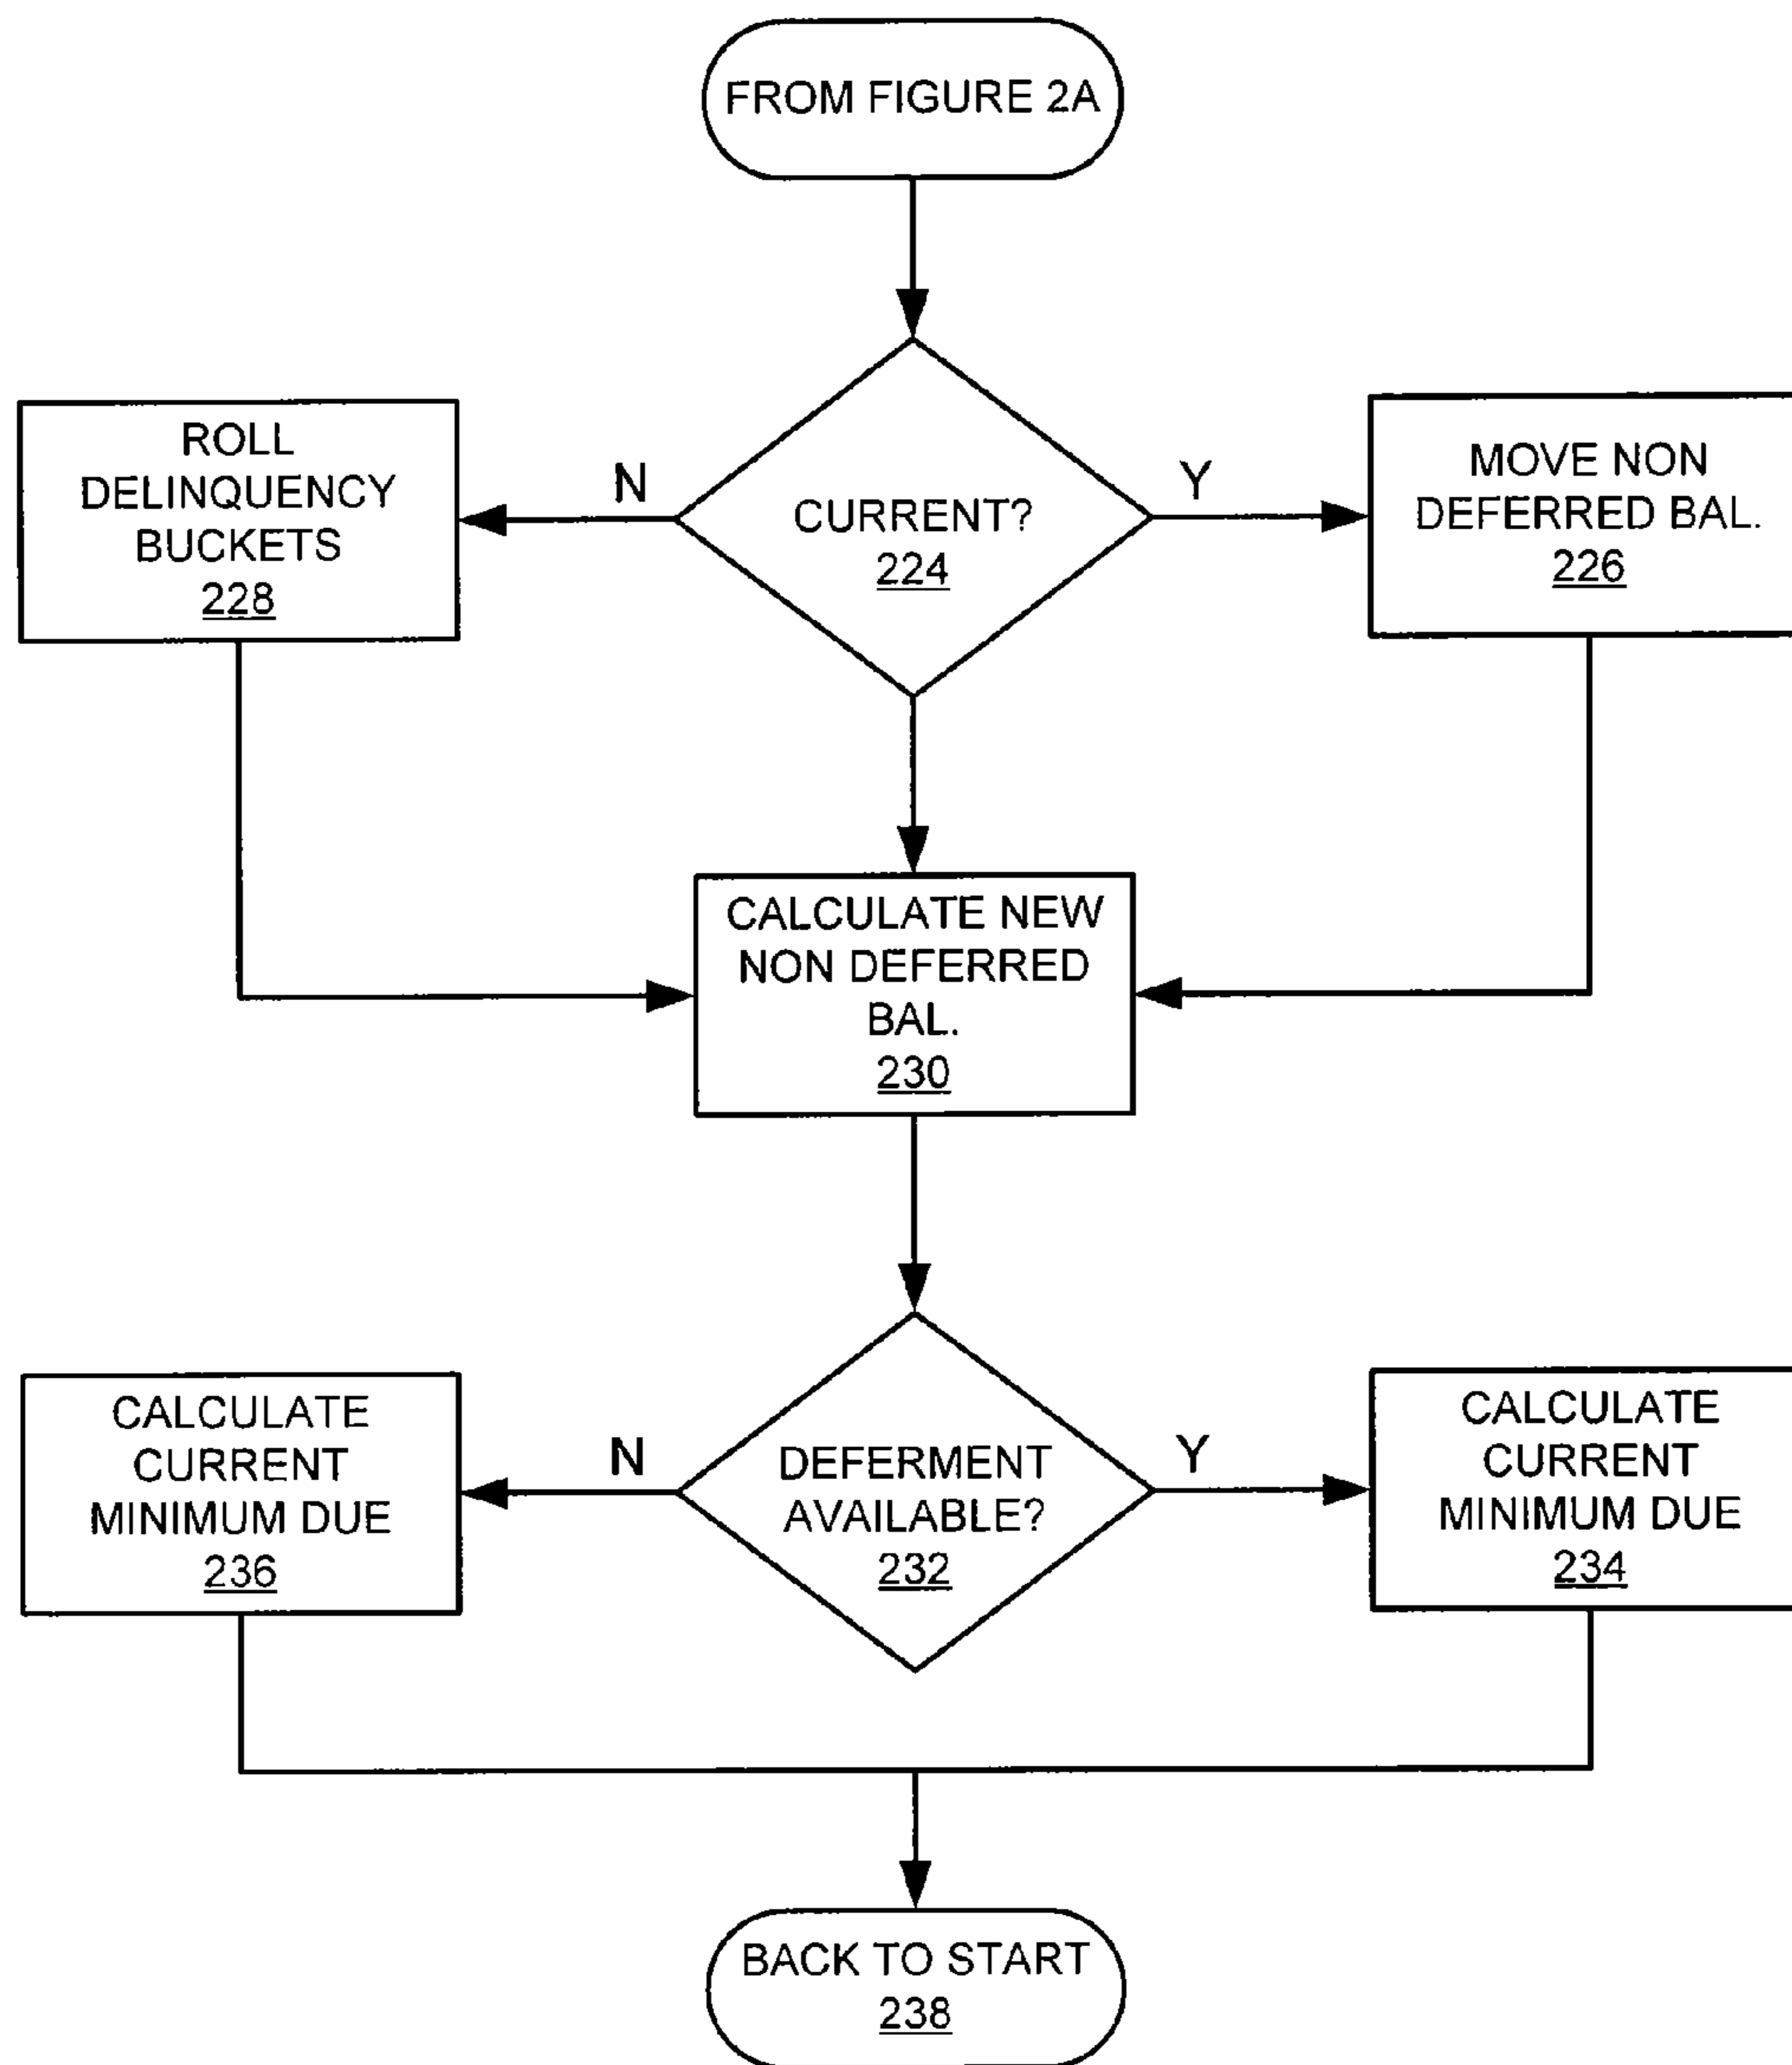 FROM FIGURE 2A
ROLL
DELINQUENCY
BUCKETS
228
N
CURRENT?
224
Y
MOVE NON
DEFERRED BAL.
226
CALCULATE NEW
NON DEFERRED
BAL.
230
CALCULATE
CURRENT
MINIMUM DUE
236
N
DEFERMENT
AVAILABLE?
232
Y
CALCULATE
CURRENT
MINIMUM DUE
234
BACK TO START
238